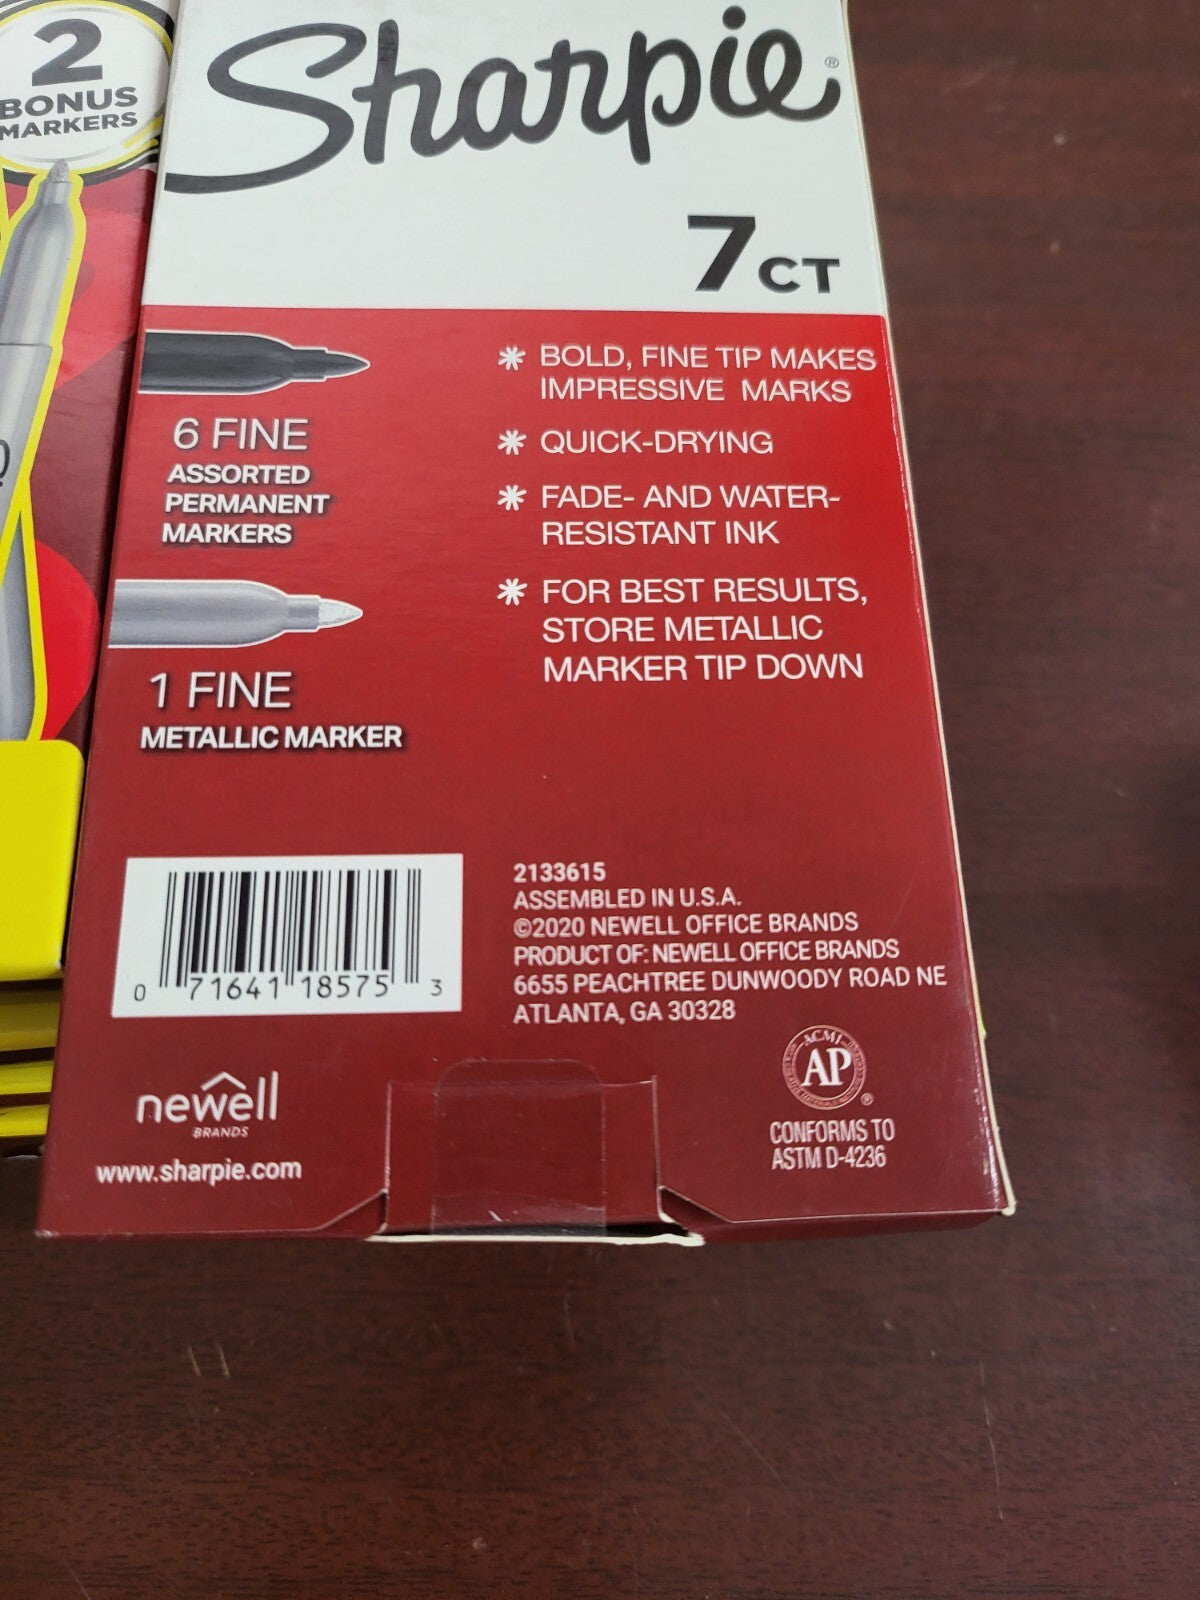 2
BONUS
MARKERS
Sharpie®
7 CT
6 FINE
ASSORTED
PERMANENT
MARKERS
1 FINE
METALLIC MARKER
* BOLD, FINE TIP MAKES
IMPRESSIVE MARKS
* QUICK-DRYING
* FADE- AND WATER-
RESISTANT INK
* FOR BEST RESULTS,
STORE METALLIC
MARKER TIP DOWN
0 71641 18575 3
2133615
ASSEMBLED IN U.S.A.
©2020 NEWELL OFFICE BRANDS
PRODUCT OF: NEWELL OFFICE BRANDS
6655 PEACHTREE DUNWOODY ROAD NE
ATLANTA, GA 30328
newell
BRANDS
www.sharpie.com
ACMI
AP
®
CONFORMS TO
ASTM D-4236